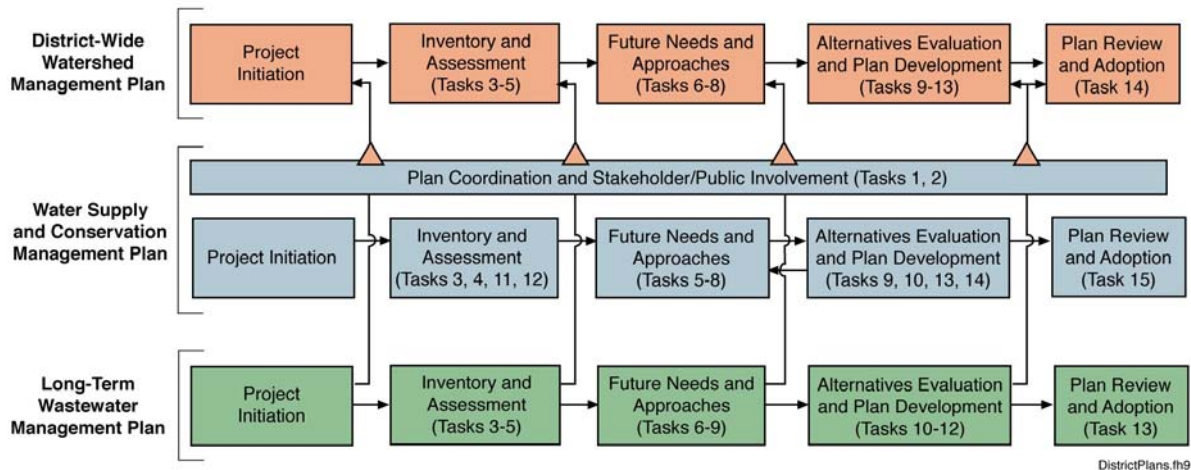 District-Wide
Watershed
Management Plan
Project
Initiation
Inventory and
Assessment
(Tasks 3-5)
Future Needs and
Approaches
(Tasks 6-8)
Alternatives Evaluation
and Plan Development
(Tasks 9-13)
Plan Review
and Adoption
(Task 14)
Water Supply
and Conservation
Management Plan
Plan Coordination and Stakeholder/Public Involvement (Tasks 1, 2)
Project Initiation
Inventory and
Assessment
(Tasks 3, 4, 11, 12)
Future Needs and
Approaches
(Tasks 5-8)
Alternatives Evaluation
and Plan Development
(Tasks 9, 10, 13, 14)
Plan Review
and Adoption
(Task 15)
Long-Term
Wastewater
Management Plan
Project
Initiation
Inventory and
Assessment
(Tasks 3-5)
Future Needs and
Approaches
(Tasks 6-9)
Alternatives Evaluation
and Plan Development
(Tasks 10-12)
Plan Review
and Adoption
(Task 13)
DistrictPlans.fh9